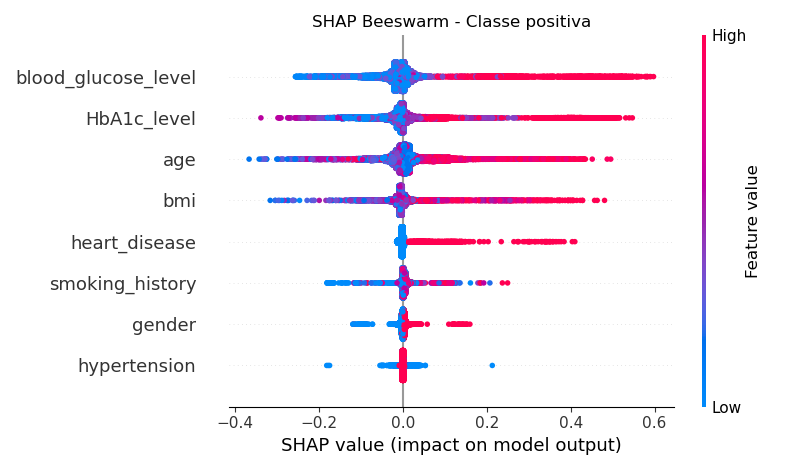 SHAP Beeswarm - Classe positiva
High
blood_glucose_level
HbA1c_level
age
bmi
heart_disease
smoking_history
gender
hypertension
Feature value
Low
−0.4 −0.2 0.0 0.2 0.4 0.6
SHAP value (impact on model output)